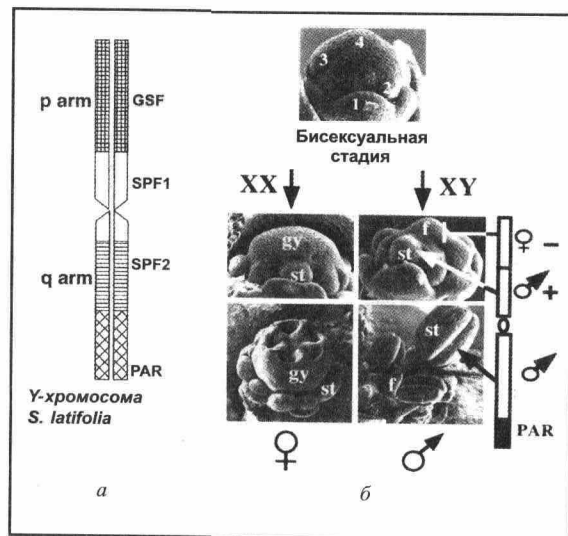 p arm
GSF
SPF1
q arm
SPF2
PAR
Y-хромосома
S. latifolia
а
4
3
2
1
Бисексуальная
стадия
XX
XY
gy
st
f
st
♀ –
♂ +
gy
st
st
f
♂
PAR
♀
♂
б